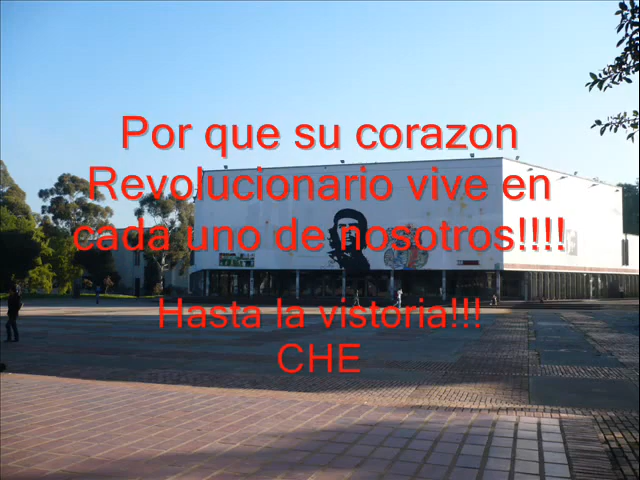 Por que su corazon
Revolucionario vive en
cada uno de nosotros!!!!
Hasta la vistoria!!!
CHE